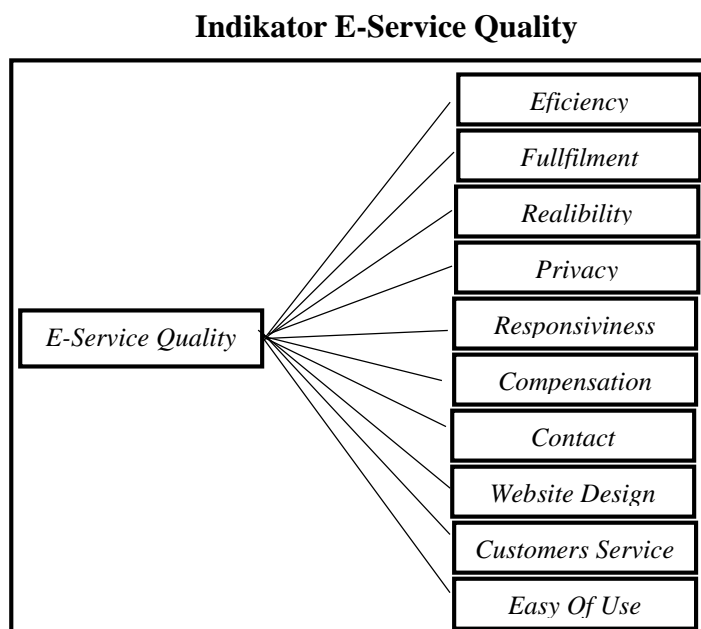 Indikator E-Service Quality
Eficiency
Fullfilment
Realibility
Privacy
E-Service Quality
Responsiviness
Compensation
Contact
Website Design
Customers Service
Easy Of Use